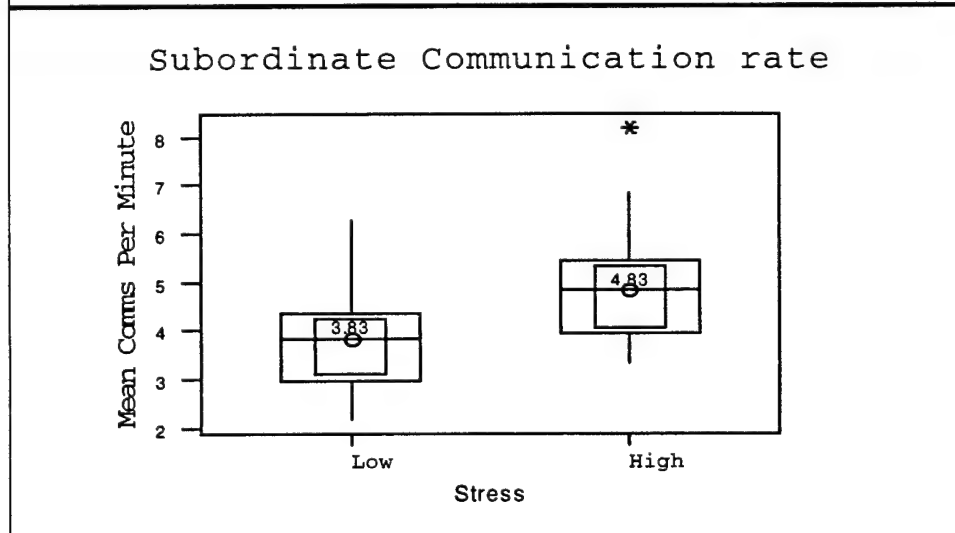 Subordinate Communication rate
Mean Comms Per Minute
8
7
6
5
4
3
2
4.83
3.83
Low High
Stress